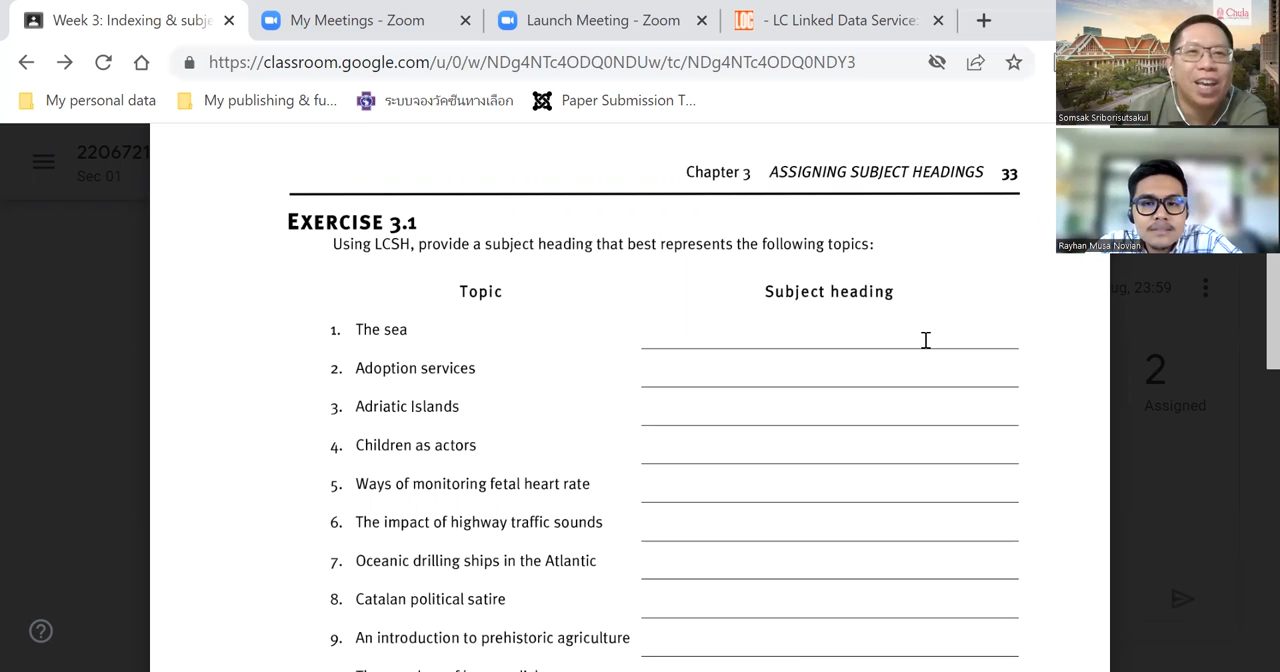 Week 3: Indexing & subje
My Meetings - Zoom
Launch Meeting - Zoom
LOC - LC Linked Data Service:
Chula
https://classroom.google.com/u/0/w/NDg4NTc4ODQ0NDUw/tc/NDg4NTc4ODQ0NDY3
My personal data
My publishing & fu...
ระบบจองวัคซีนทางเลือก
Paper Submission T...
Somsak Sriborisutsakul
Rayhan Musa Novian
2206721
Sec 01
Chapter 3 ASSIGNING SUBJECT HEADINGS 33
EXERCISE 3.1
Using LCSH, provide a subject heading that best represents the following topics:
Topic Subject heading
1. The sea
2. Adoption services
3. Adriatic Islands
4. Children as actors
5. Ways of monitoring fetal heart rate
6. The impact of highway traffic sounds
7. Oceanic drilling ships in the Atlantic
8. Catalan political satire
9. An introduction to prehistoric agriculture
ug, 23:59
2
Assigned